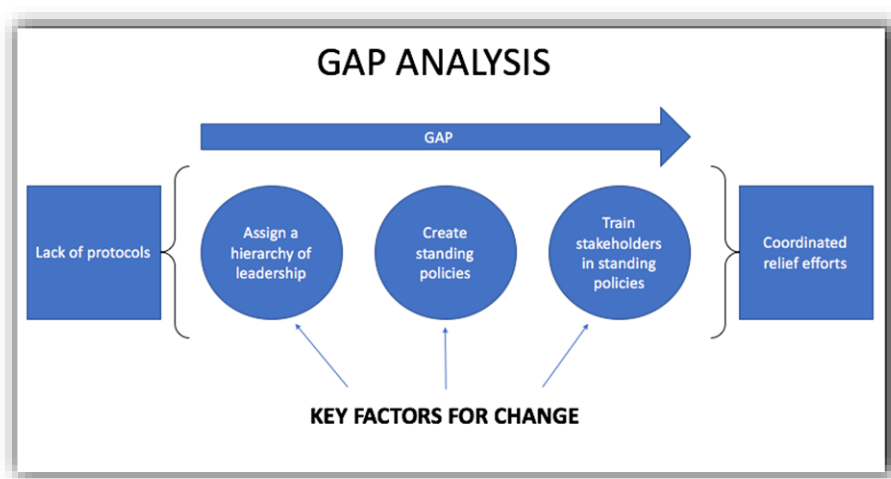 GAP ANALYSIS
GAP
Lack of protocols
Assign a
hierarchy of
leadership
Create
standing
policies
Train
stakeholders
in standing
policies
Coordinated
relief efforts
KEY FACTORS FOR CHANGE